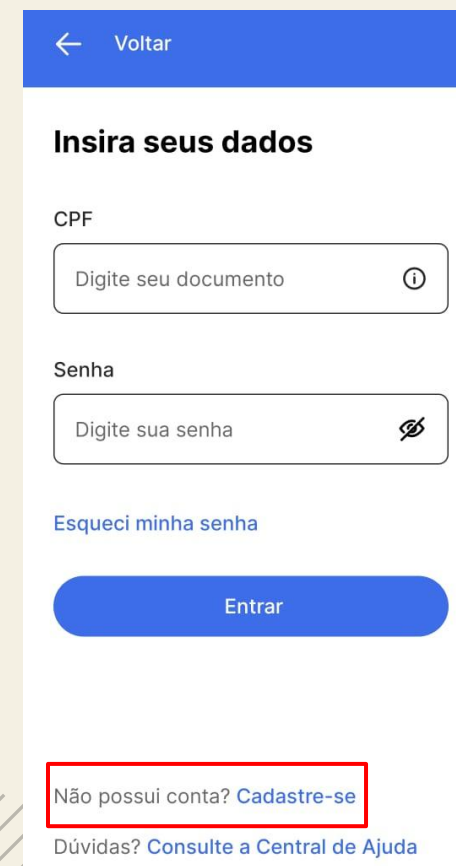 Voltar
Insira seus dados
CPF
Digite seu documento
Senha
Digite sua senha
Esqueci minha senha
Entrar
Não possui conta? Cadastre-se
Dúvidas? Consulte a Central de Ajuda